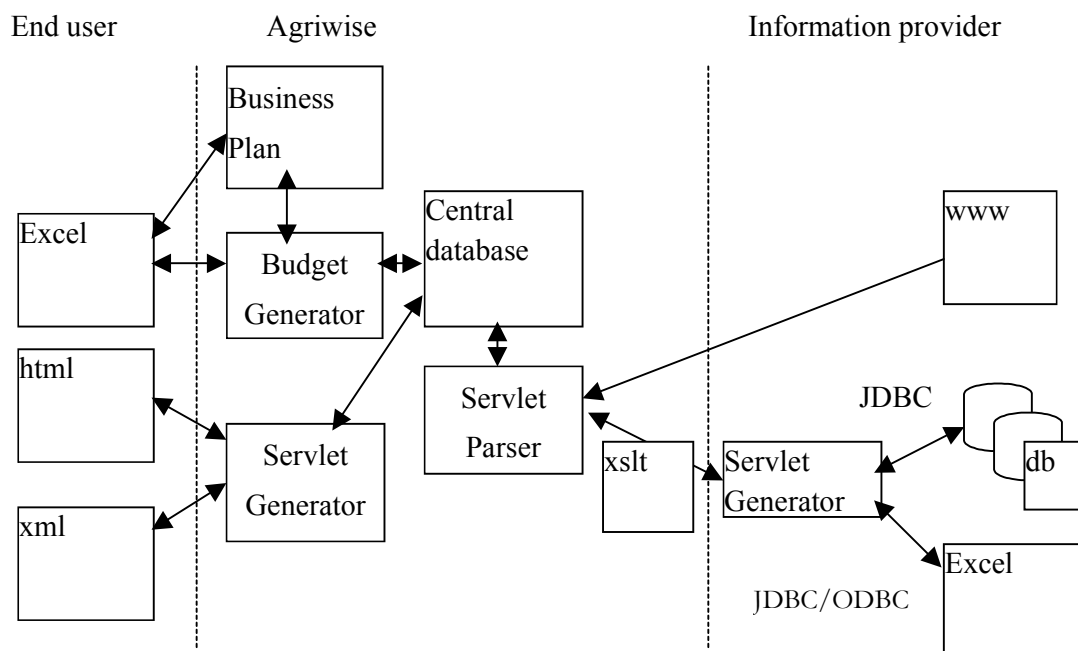 End user
Agriwise
Information provider
Business
Plan
Excel
Budget
Generator
Central
database
www
html
Servlet
Generator
Servlet
Parser
xslt
Servlet
Generator
JDBC
db
xml
JDBC/ODBC
Excel